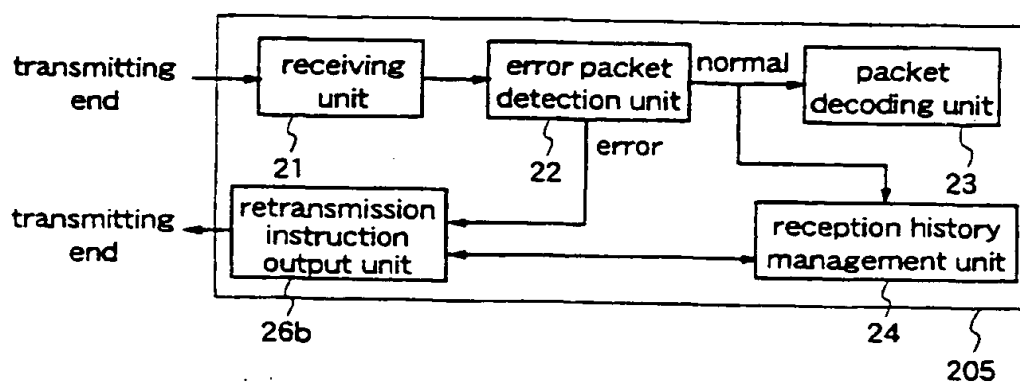 transmitting
end
receiving
unit
error packet
detection unit
normal
packet
decoding unit
21
22
error
23
transmitting
end
retransmission
instruction
output unit
reception history
management unit
26b
24
205